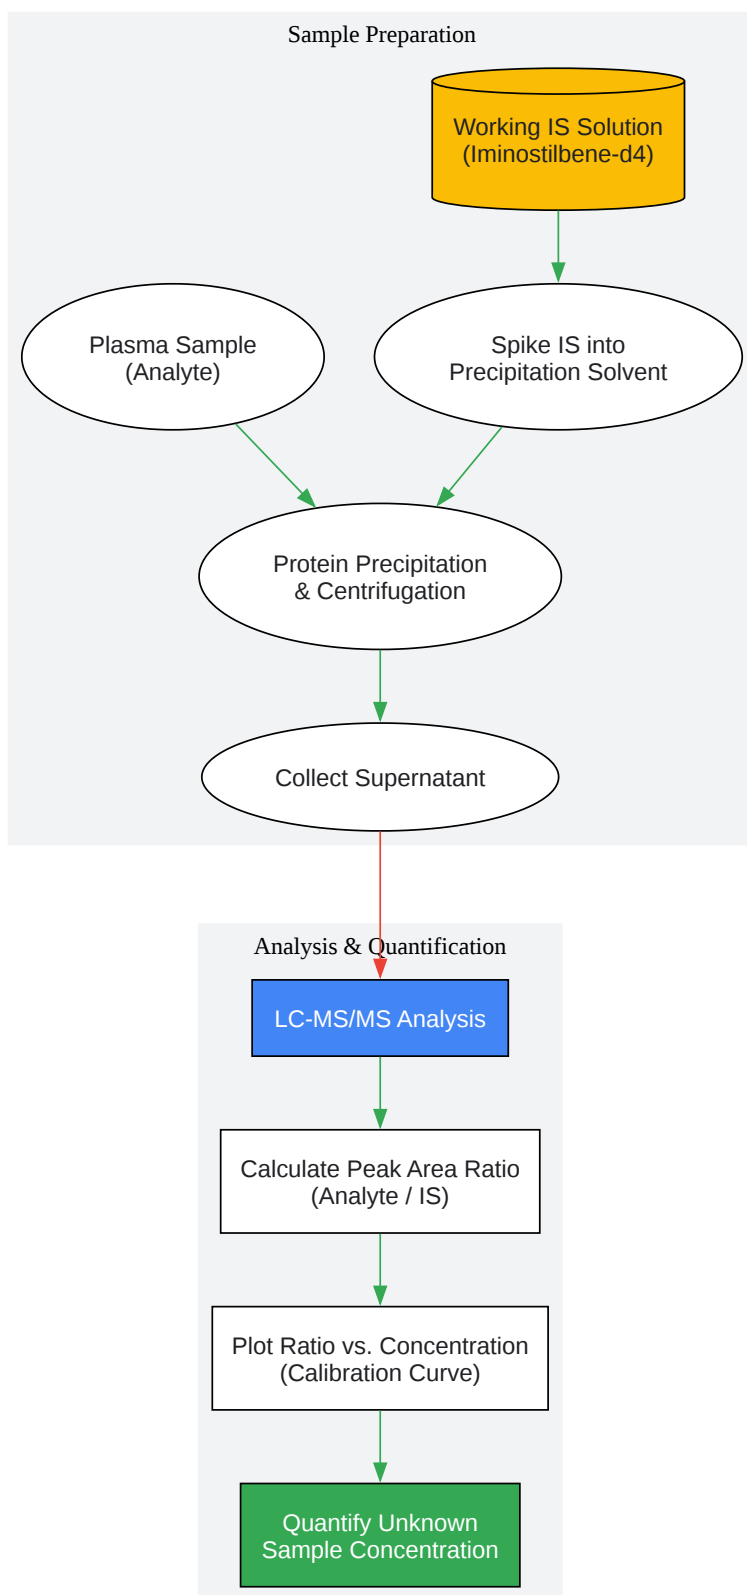 Sample Preparation
Working IS Solution
(Iminostilbene-d4)
Plasma Sample
(Analyte)
Spike IS into
Precipitation Solvent
Protein Precipitation
& Centrifugation
Collect Supernatant
Analysis & Quantification
LC-MS/MS Analysis
Calculate Peak Area Ratio
(Analyte / IS)
Plot Ratio vs. Concentration
(Calibration Curve)
Quantify Unknown
Sample Concentration